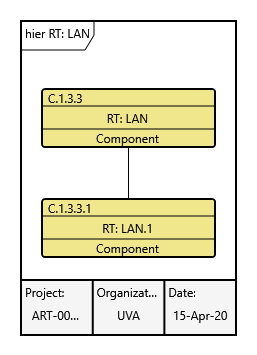 hier RT: LAN
C.1.3.3
RT: LAN
Component
C.1.3.3.1
RT: LAN.1
Component
Project: Organizat... Date:
ART-00... UVA 15-Apr-20